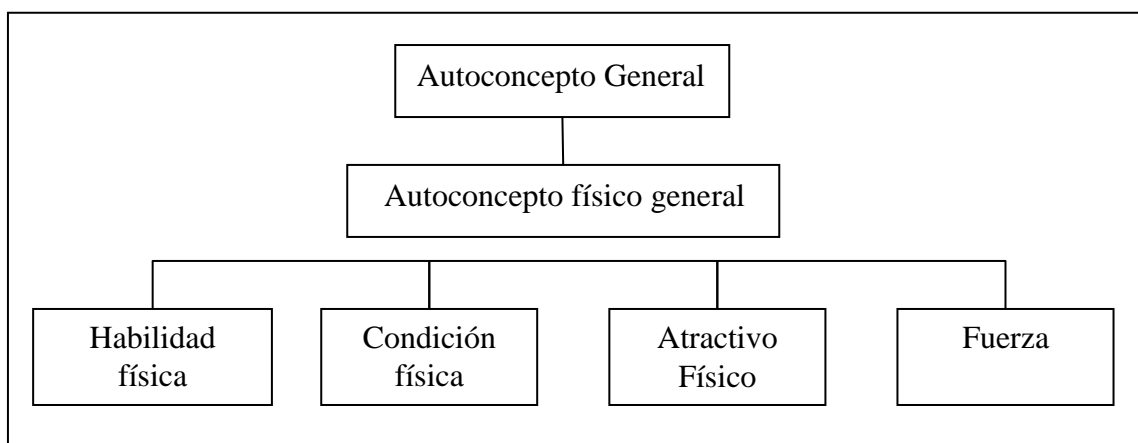 Autoconcepto General
Autoconcepto físico general
Habilidad
física
Condición
física
Atractivo
Físico
Fuerza